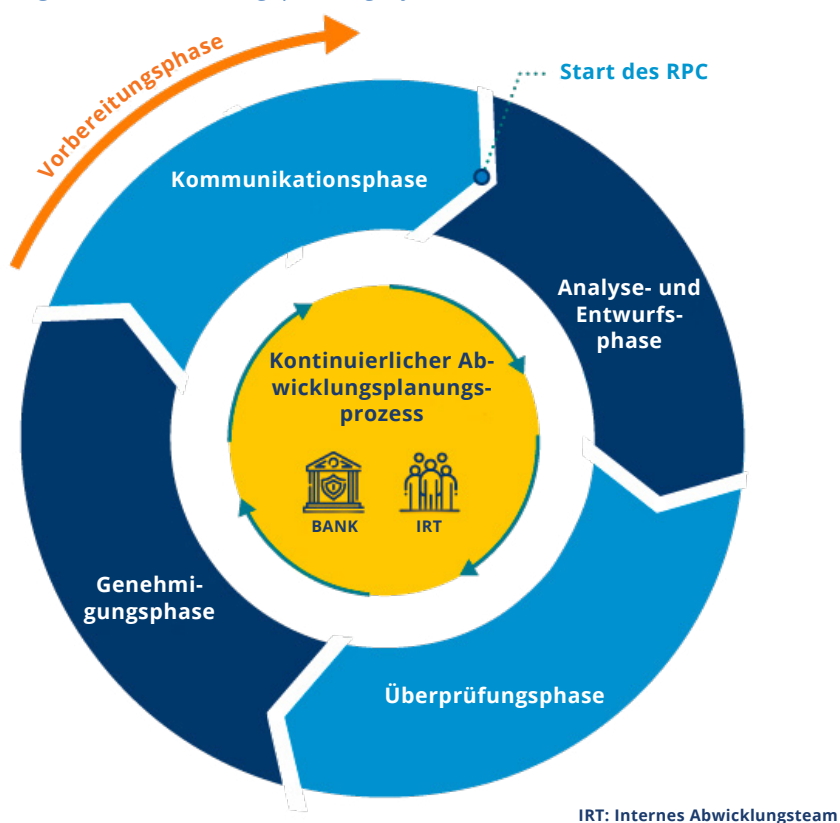 Vorbereitungsphase
Start des RPC
Kommunikationsphase
Analyse- und
Entwurfs-
phase
Kontinuierlicher Ab-
wicklungsplanungs-
prozess
BANK
IRT
Genehmi-
gungsphase
Überprüfungsphase
IRT: Internes Abwicklungsteam